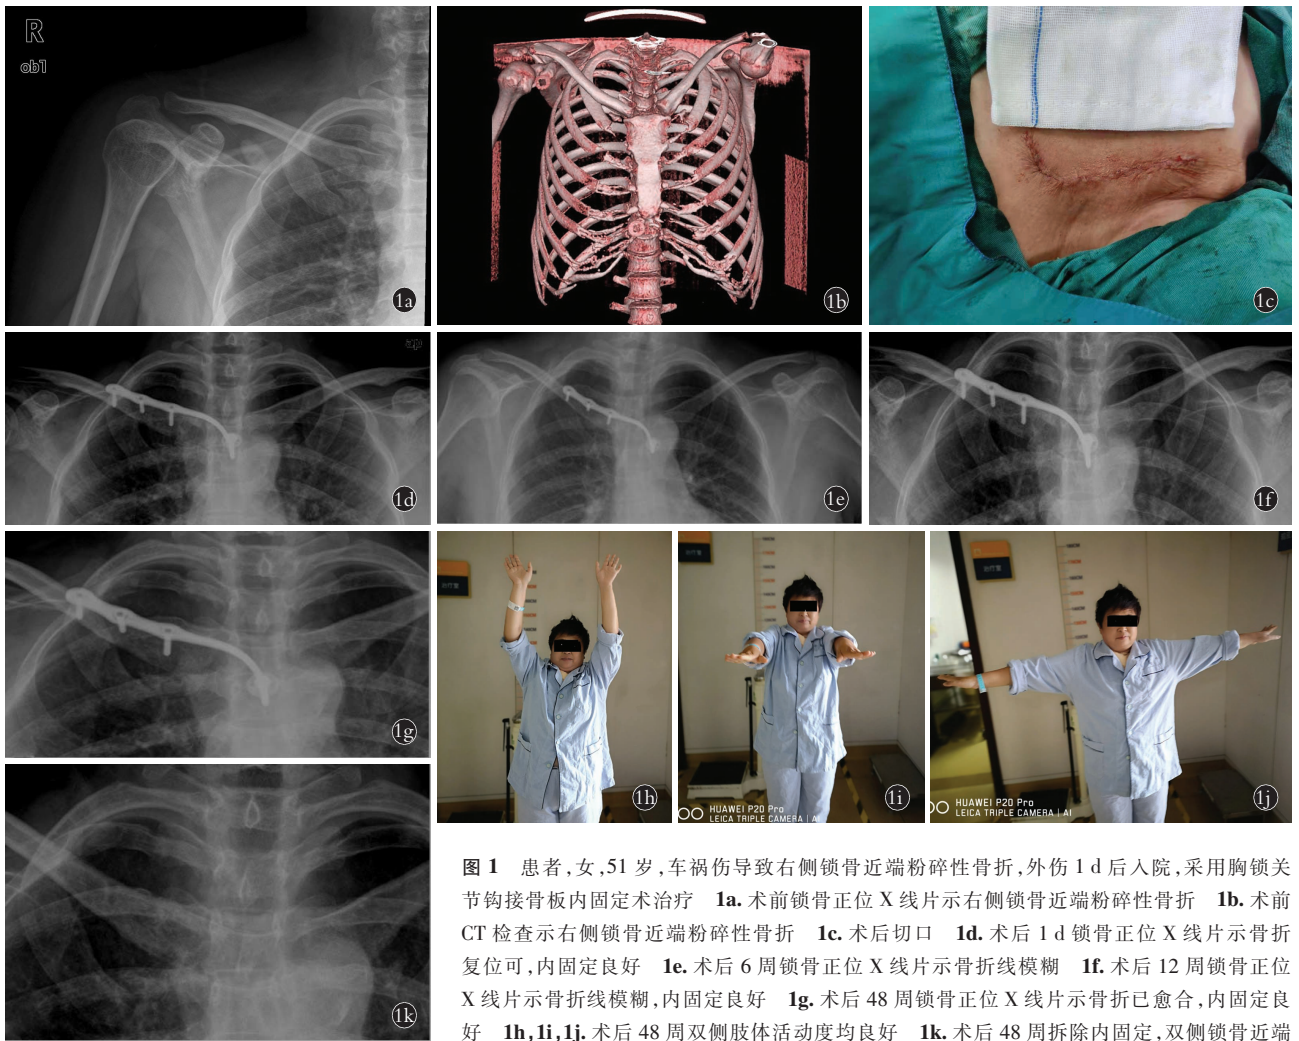 R
ob1
1a
1b
1c
ap
1d
1e
1f
1g
治疗室
1h
HUAWEI P20 Pro
LEICA TRIPLE CAMERA | AI
1i
HUAWEI P20 Pro
LEICA TRIPLE CAMERA | AI
1j
1k
图 1 患者,女,51 岁,车祸伤导致右侧锁骨近端粉碎性骨折,外伤 1 d 后入院,采用胸锁关
节钩接骨板内固定术治疗 1a. 术前锁骨正位 X 线片示右侧锁骨近端粉碎性骨折 1b. 术前
CT 检查示右侧锁骨近端粉碎性骨折 1c. 术后切口 1d. 术后 1 d 锁骨正位 X 线片示骨折
复位可,内固定良好 1e. 术后 6 周锁骨正位 X 线片示骨折线模糊 1f. 术后 12 周锁骨正位
X 线片示骨折线模糊,内固定良好 1g. 术后 48 周锁骨正位 X 线片示骨折已愈合,内固定良
好 1h,1i,1j. 术后 48 周双侧肢体活动度均良好 1k. 术后 48 周拆除内固定,双侧锁骨近端